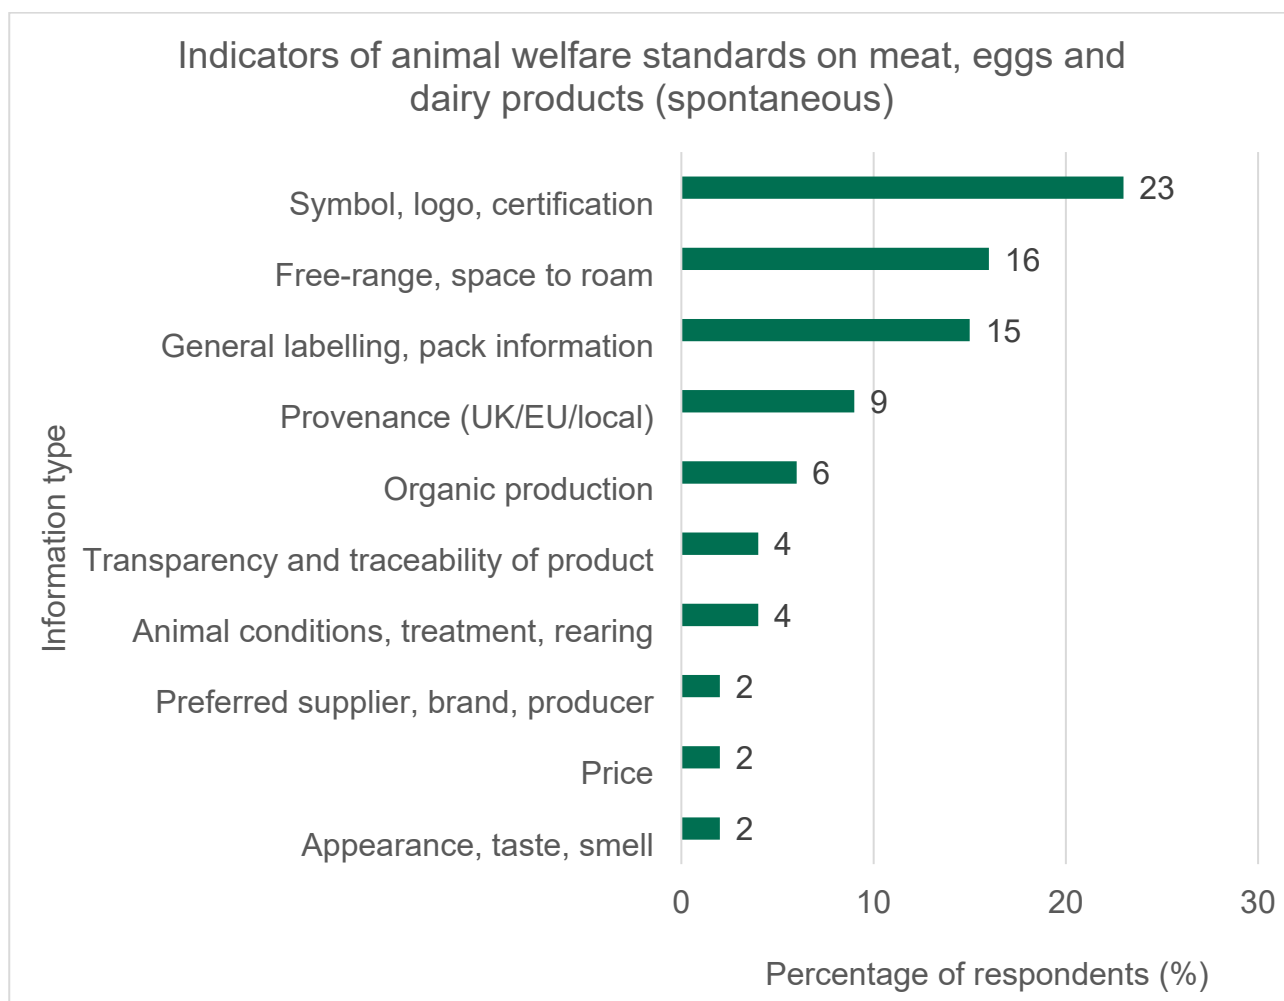 Indicators of animal welfare standards on meat, eggs and
dairy products (spontaneous)
Information type
Symbol, logo, certification 23
Free-range, space to roam 16
General labelling, pack information 15
Provenance (UK/EU/local) 9
Organic production 6
Transparency and traceability of product 4
Animal conditions, treatment, rearing 4
Preferred supplier, brand, producer 2
Price 2
Appearance, taste, smell 2
0 10 20 30
Percentage of respondents (%)